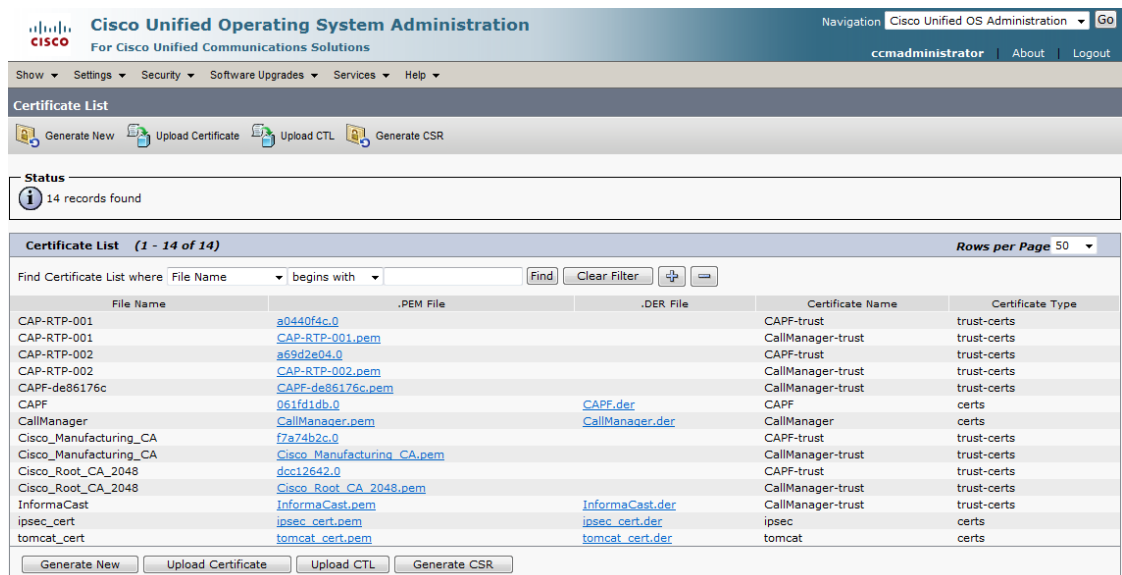 CISCO
Cisco Unified Operating System Administration
For Cisco Unified Communications Solutions
Navigation Cisco Unified OS Administration Go
ccmadministrator | About | Logout
Show Settings Security Software Upgrades Services Help
Certificate List
Generate New Upload Certificate Upload CTL Generate CSR
Status
14 records found
Certificate List (1 - 14 of 14) Rows per Page 50
Find Certificate List where File Name begins with Find Clear Filter
File Name .PEM File .DER File Certificate Name Certificate Type
CAP-RTP-001 a0440f4c.0 CAPF-trust trust-certs
CAP-RTP-001 CAP-RTP-001.pem CallManager-trust trust-certs
CAP-RTP-002 a69d2e04.0 CAPF-trust trust-certs
CAP-RTP-002 CAP-RTP-002.pem CallManager-trust trust-certs
CAPF-de86176c CAPF-de86176c.pem CallManager-trust trust-certs
CAPF 061fd1db.0 CAPF.der CAPF certs
CallManager CallManager.pem CallManager.der CallManager certs
Cisco_Manufacturing_CA f7a74b2c.0 CAPF-trust trust-certs
Cisco_Manufacturing_CA Cisco_Manufacturing_CA.pem CallManager-trust trust-certs
Cisco_Root_CA_2048 dcc12642.0 CAPF-trust trust-certs
Cisco_Root_CA_2048 Cisco_Root_CA_2048.pem CallManager-trust trust-certs
InformaCast InformaCast.pem InformaCast.der CallManager-trust trust-certs
ipsec_cert ipsec_cert.pem ipsec_cert.der ipsec certs
tomcat_cert tomcat_cert.pem tomcat_cert.der tomcat certs
Generate New Upload Certificate Upload CTL Generate CSR